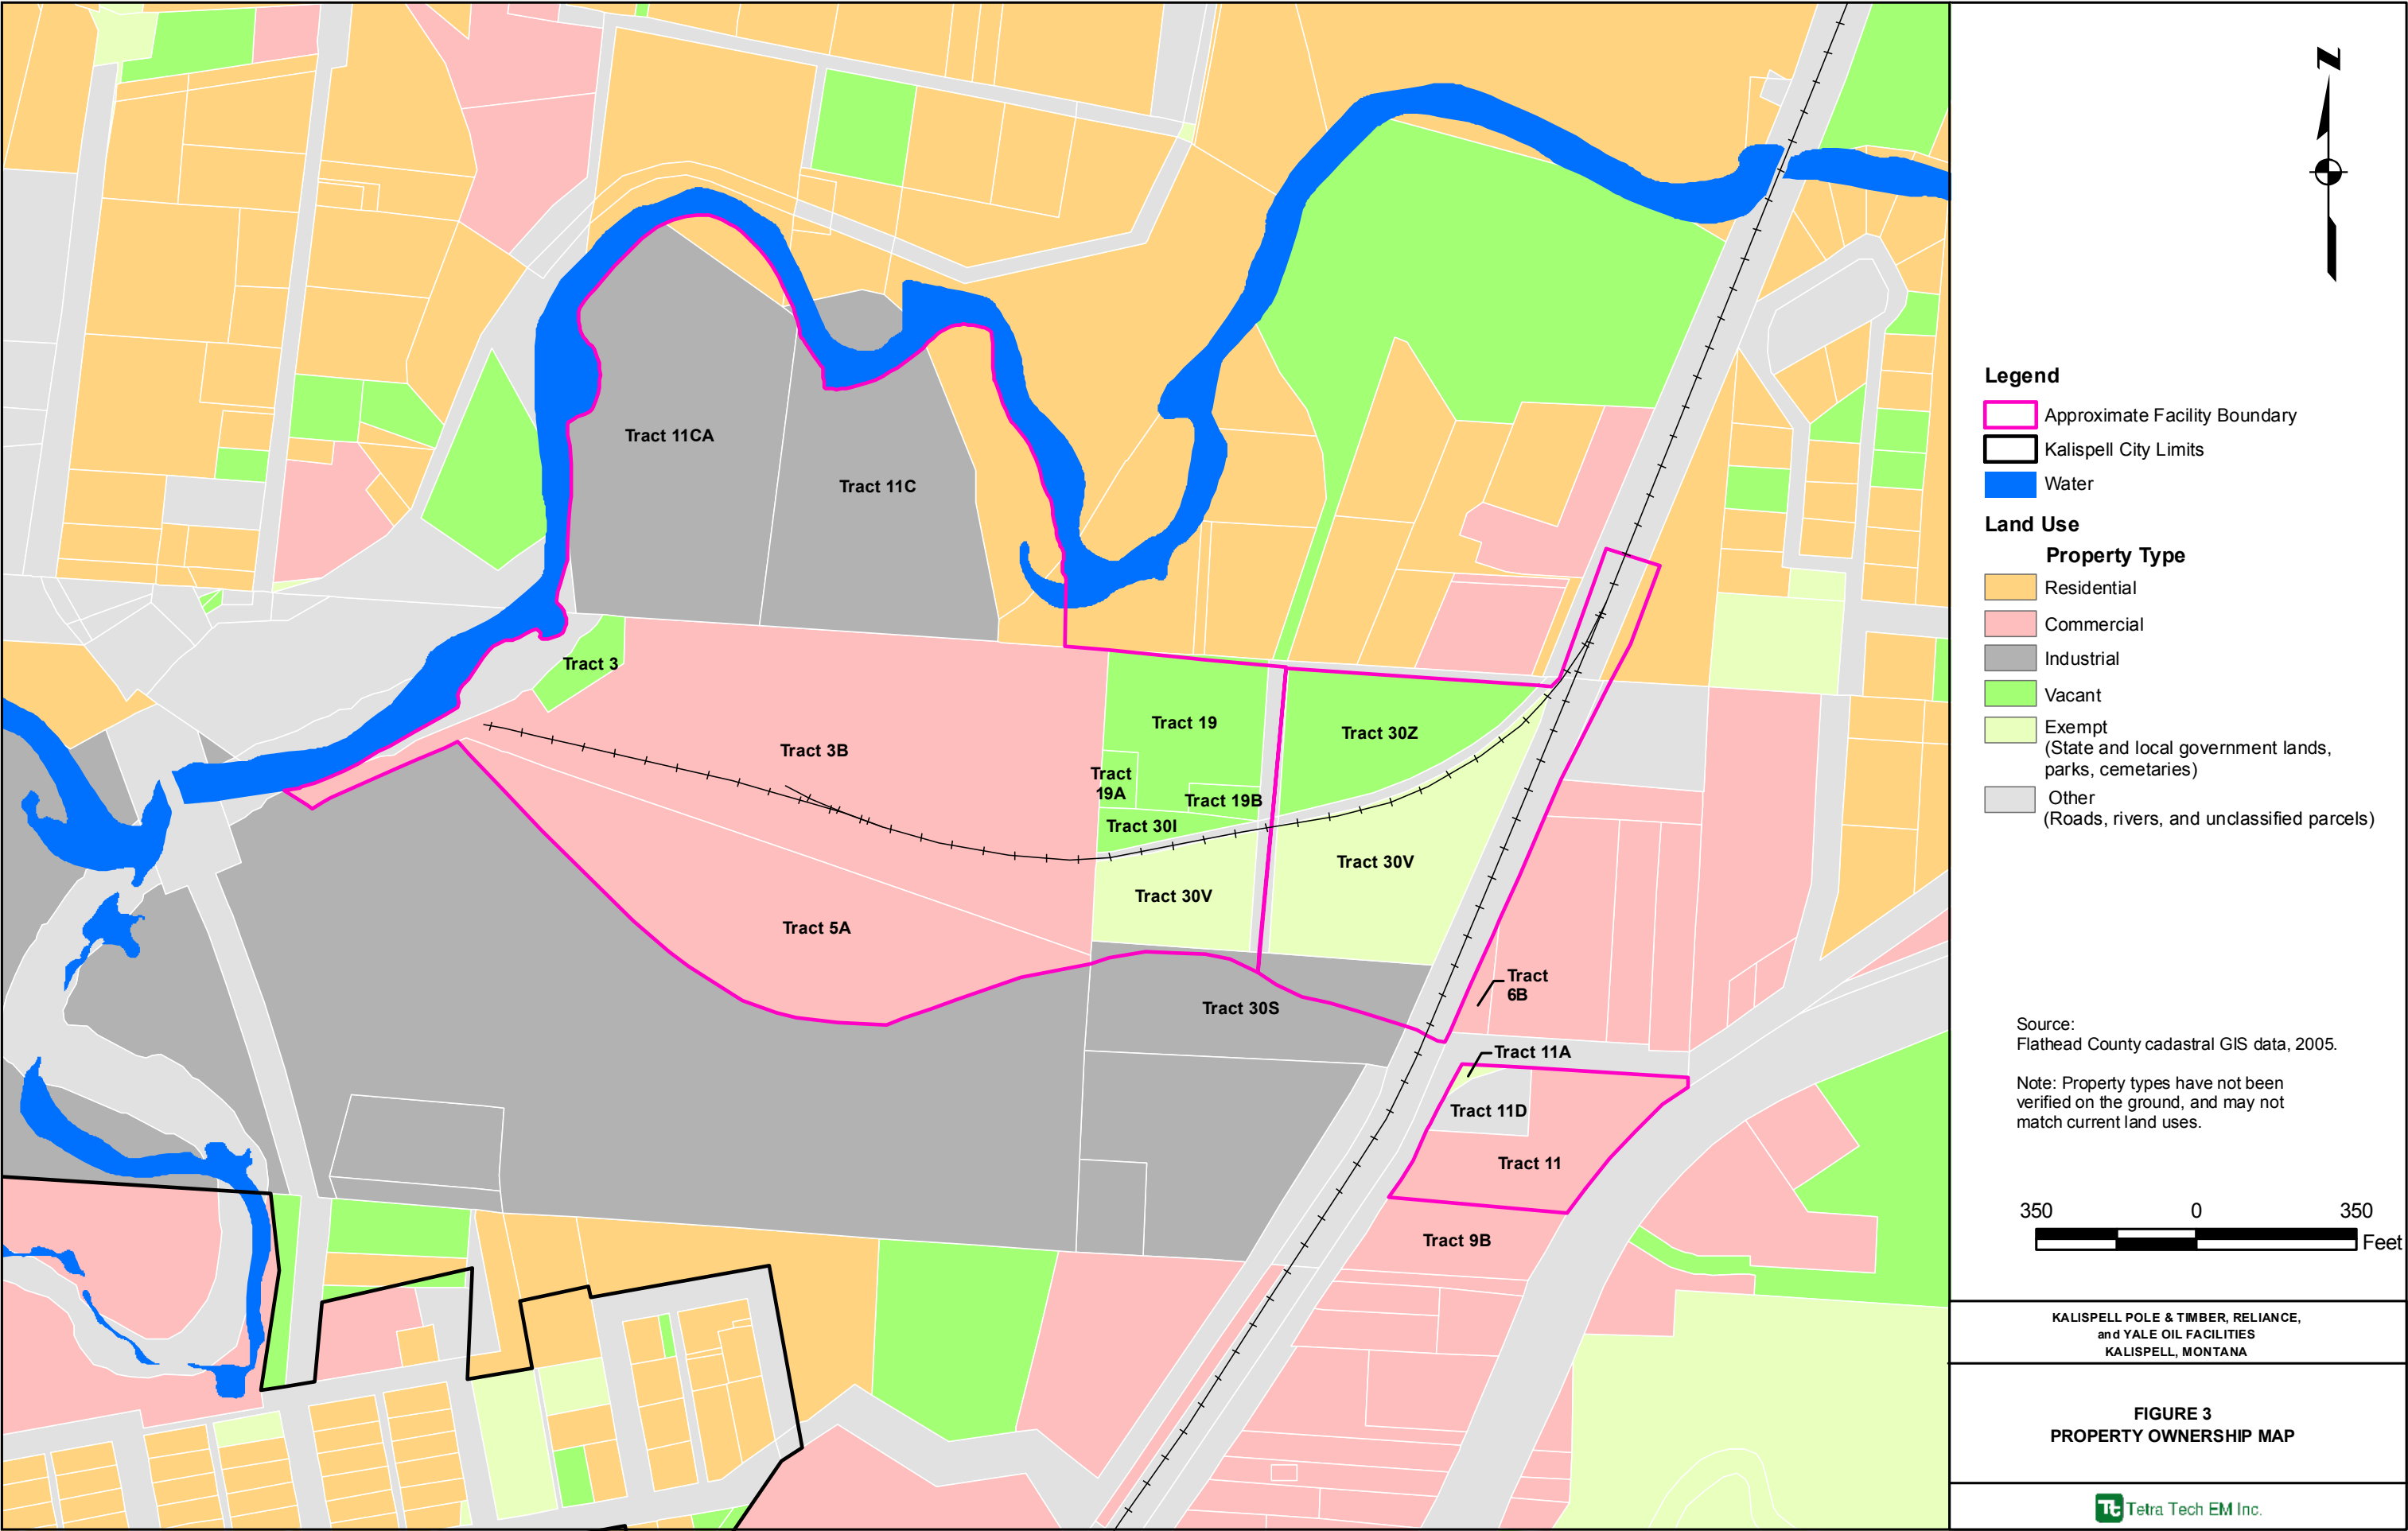 Tract 11CA
Tract 11C
Tract 3
Tract 3B
Tract 19
Tract 30Z
Tract
19A
Tract 19B
Tract 30I
Tract 30V
Tract 30V
Tract 5A
Tract
6B
Tract 30S
Tract 11A
Tract 11D
Tract 11
Tract 9B
N
Legend
Approximate Facility Boundary
Kalispell City Limits
Water
Land Use
Property Type
Residential
Commercial
Industrial
Vacant
Exempt
(State and local government lands,
parks, cemetaries)
Other
(Roads, rivers, and unclassified parcels)
Source:
Flathead County cadastral GIS data, 2005.
Note: Property types have not been
verified on the ground, and may not
match current land uses.
350 0 350
Feet
KALISPELL POLE & TIMBER, RELIANCE,
and YALE OIL FACILITIES
KALISPELL, MONTANA
FIGURE 3
PROPERTY OWNERSHIP MAP
Tt Tetra Tech EM Inc.